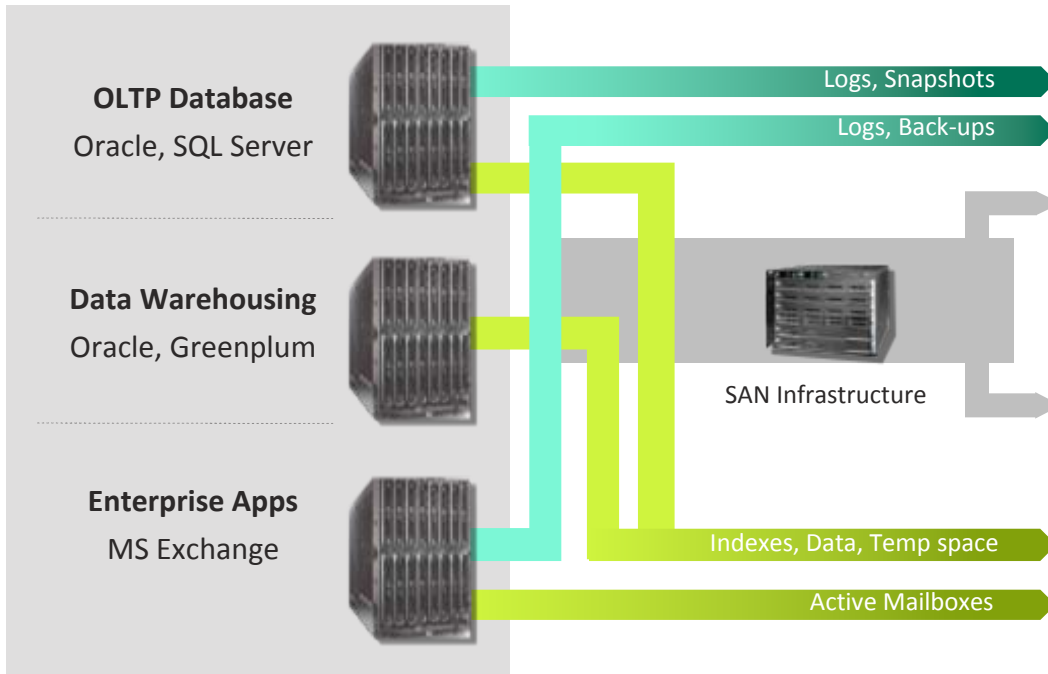 OLTP Database
Oracle, SQL Server
Data Warehousing
Oracle, Greenplum
Enterprise Apps
MS Exchange
Logs, Snapshots
Logs, Back-ups
SAN Infrastructure
Indexes, Data, Temp space
Active Mailboxes